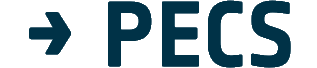 → PECS